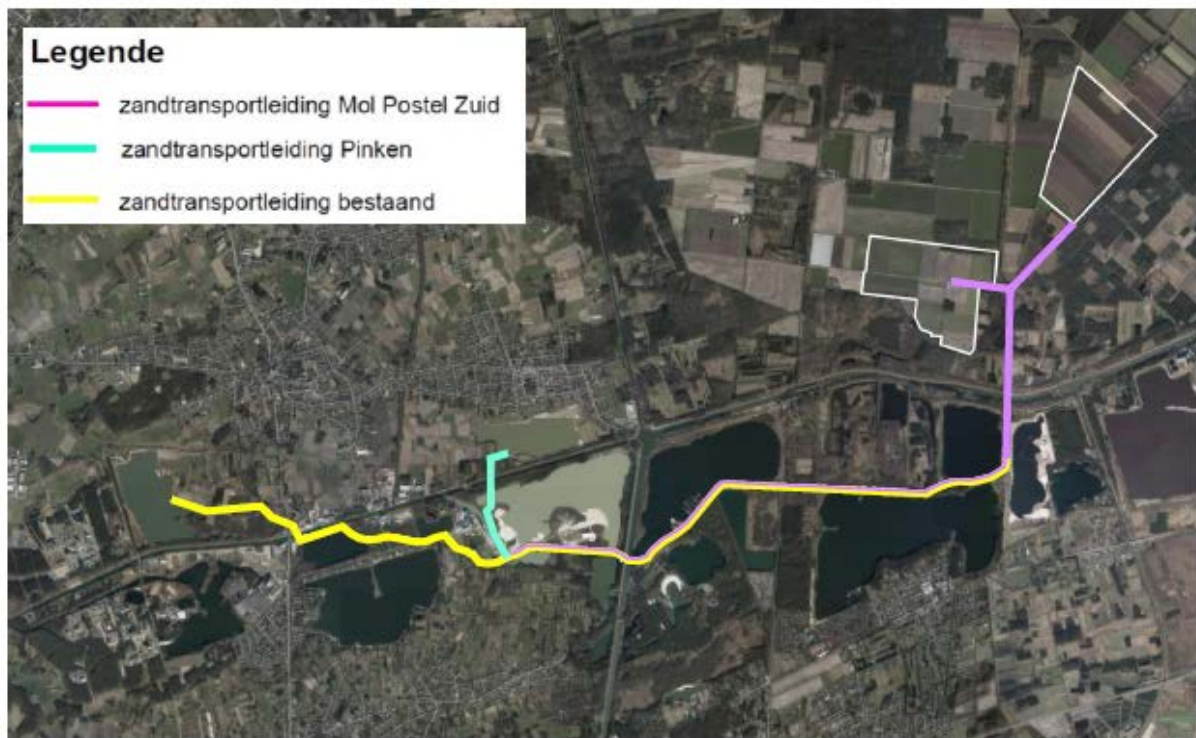 Legende
zandtransportleiding Mol Postel Zuid
zandtransportleiding Pinken
zandtransportleiding bestaand